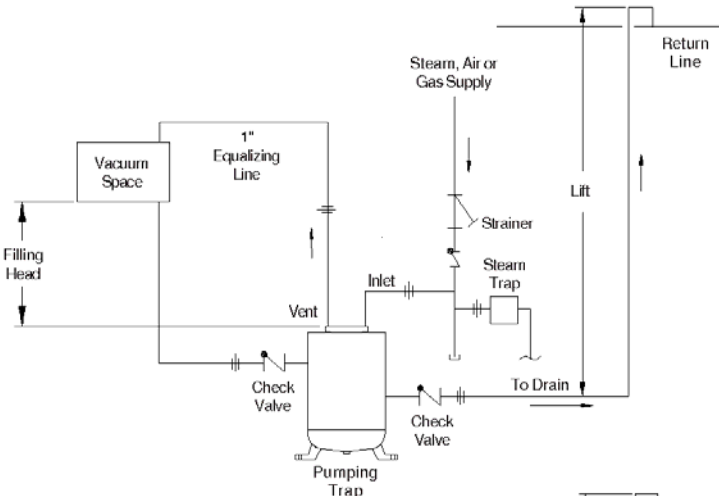 Return
Line
Steam, Air or
Gas Supply
1"
Equalizing
Line
Vacuum
Space
Lift
Strainer
Filling
Head
Steam
Trap
Inlet
Vent
To Drain
Check
Valve
Check
Valve
Pumping
Trap